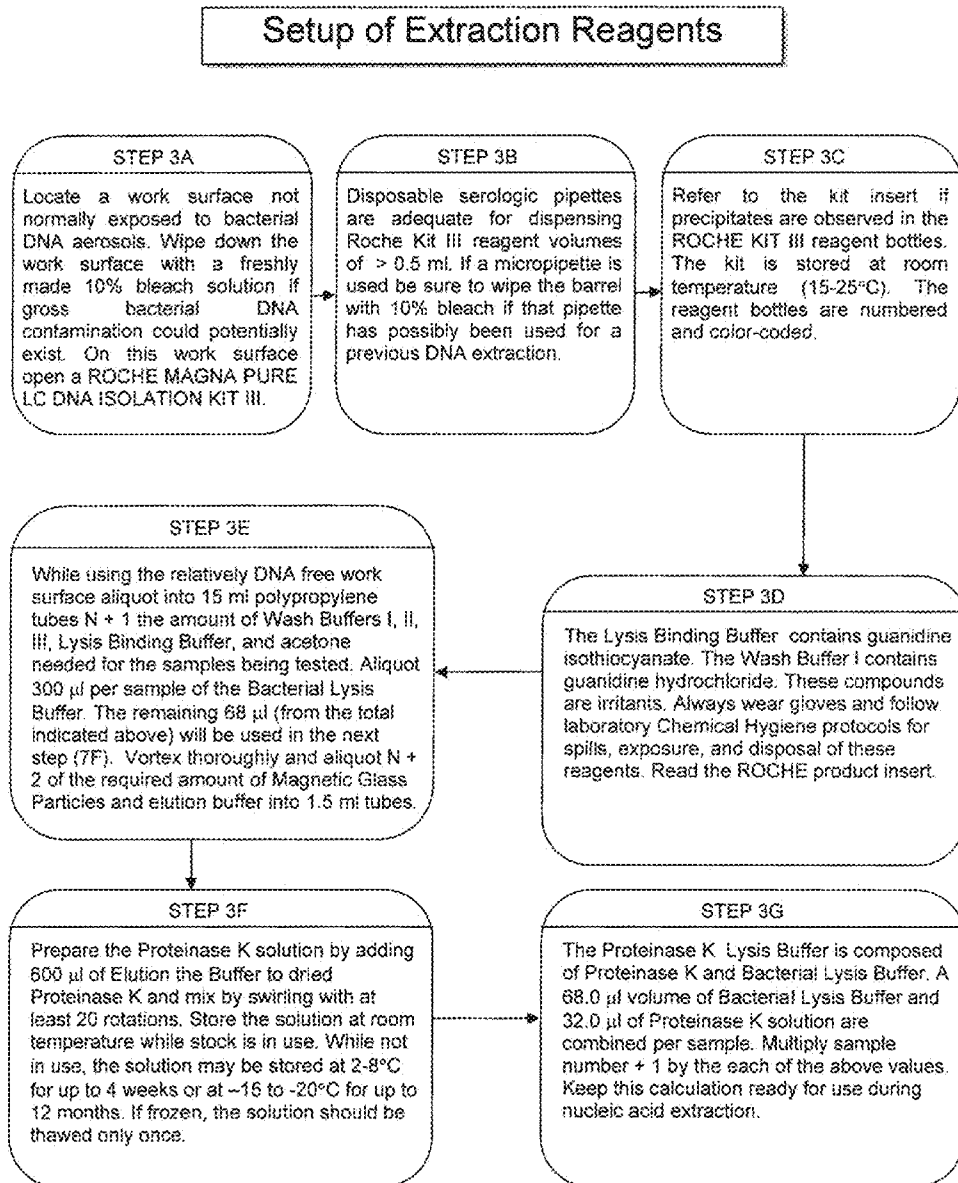 Setup of Extraction Reagents
STEP 3A
Locate a work surface not
normally exposed to bacterial
DNA aerosols. Wipe down the
work surface with a freshly
made 10% bleach solution if
gross bacterial DNA
contamination could potentially
exist. On this work surface
open a ROCHE MAGNA PURE
LC DNA ISOLATION KIT III.
STEP 3B
Disposable serologic pipettes
are adequate for dispensing
Roche Kit III reagent volumes
of > 0.5 ml. If a micropipette is
used be sure to wipe the barrel
with 10% bleach if that pipette
has possibly been used for a
previous DNA extraction.
STEP 3C
Refer to the kit insert if
precipitates are observed in the
ROCHE KIT III reagent bottles.
The kit is stored at room
temperature (15-25°C). The
reagent bottles are numbered
and color-coded.
STEP 3D
The Lysis Binding Buffer contains guanidine
isothiocyanate. The Wash Buffer I contains
guanidine hydrochloride. These compounds
are irritants. Always wear gloves and follow
laboratory Chemical Hygiene protocols for
spills, exposure, and disposal of these
reagents. Read the ROCHE product insert.
STEP 3E
While using the relatively DNA free work
surface aliquot into 15 ml polypropylene
tubes N + 1 the amount of Wash Buffers I, II,
III, Lysis Binding Buffer, and acetone
needed for the samples being tested. Aliquot
300 µl per sample of the Bacterial Lysis
Buffer. The remaining 68 µl (from the total
indicated above) will be used in the next
step (7F). Vortex thoroughly and aliquot N +
2 of the required amount of Magnetic Glass
Particles and elution buffer into 1.5 ml tubes.
STEP 3F
Prepare the Proteinase K solution by adding
600 µl of Elution the Buffer to dried
Proteinase K and mix by swirling with at
least 20 rotations. Store the solution at room
temperature while stock is in use. While not
in use, the solution may be stored at 2-8°C
for up to 4 weeks or at –15 to -20°C for up to
12 months. If frozen, the solution should be
thawed only once.
STEP 3G
The Proteinase K Lysis Buffer is composed
of Proteinase K and Bacterial Lysis Buffer. A
68.0 µl volume of Bacterial Lysis Buffer and
32.0 µl of Proteinase K solution are
combined per sample. Multiply sample
number + 1 by the each of the above values.
Keep this calculation ready for use during
nucleic acid extraction.